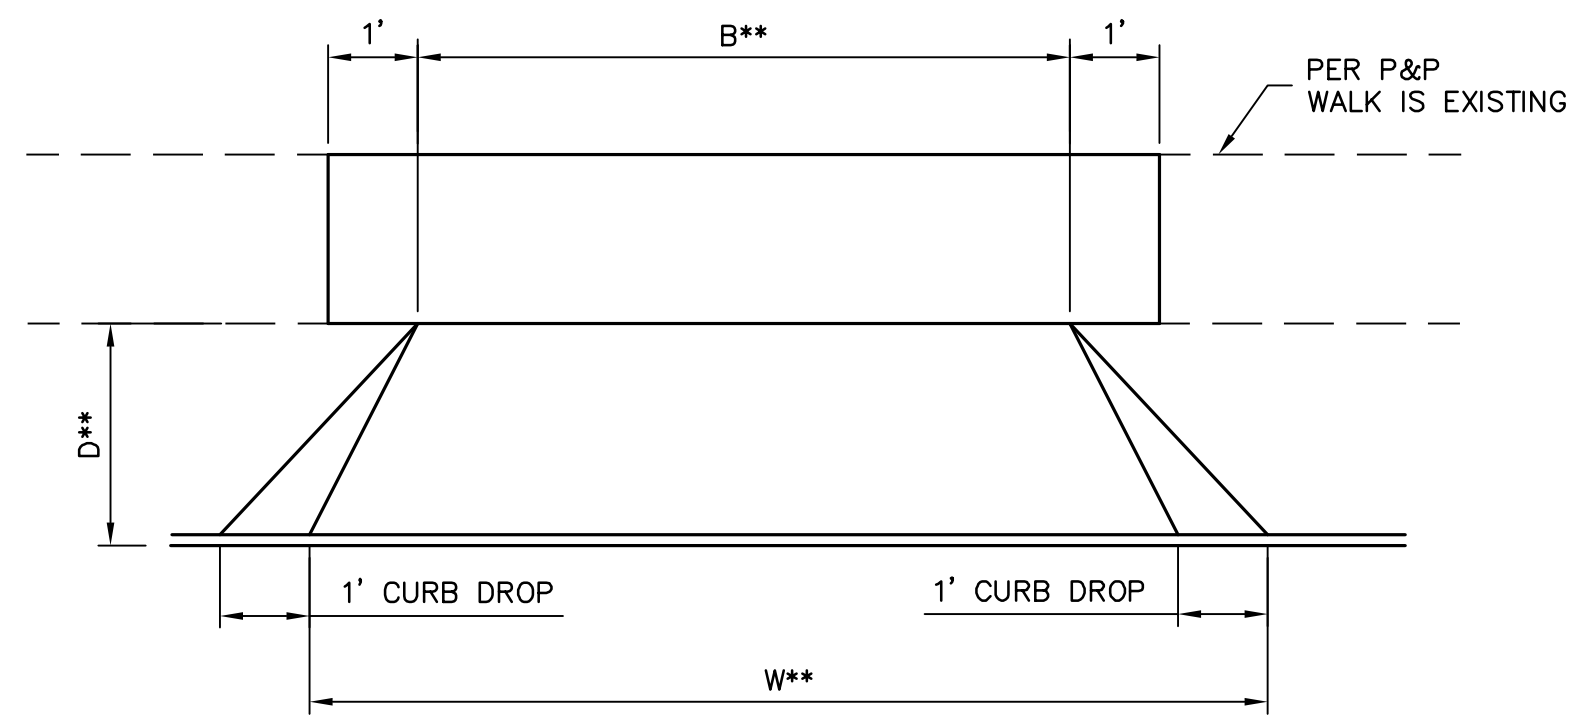 1' B** 1'
PER P&P
WALK IS EXISTING
D**
1' CURB DROP 1' CURB DROP
W**